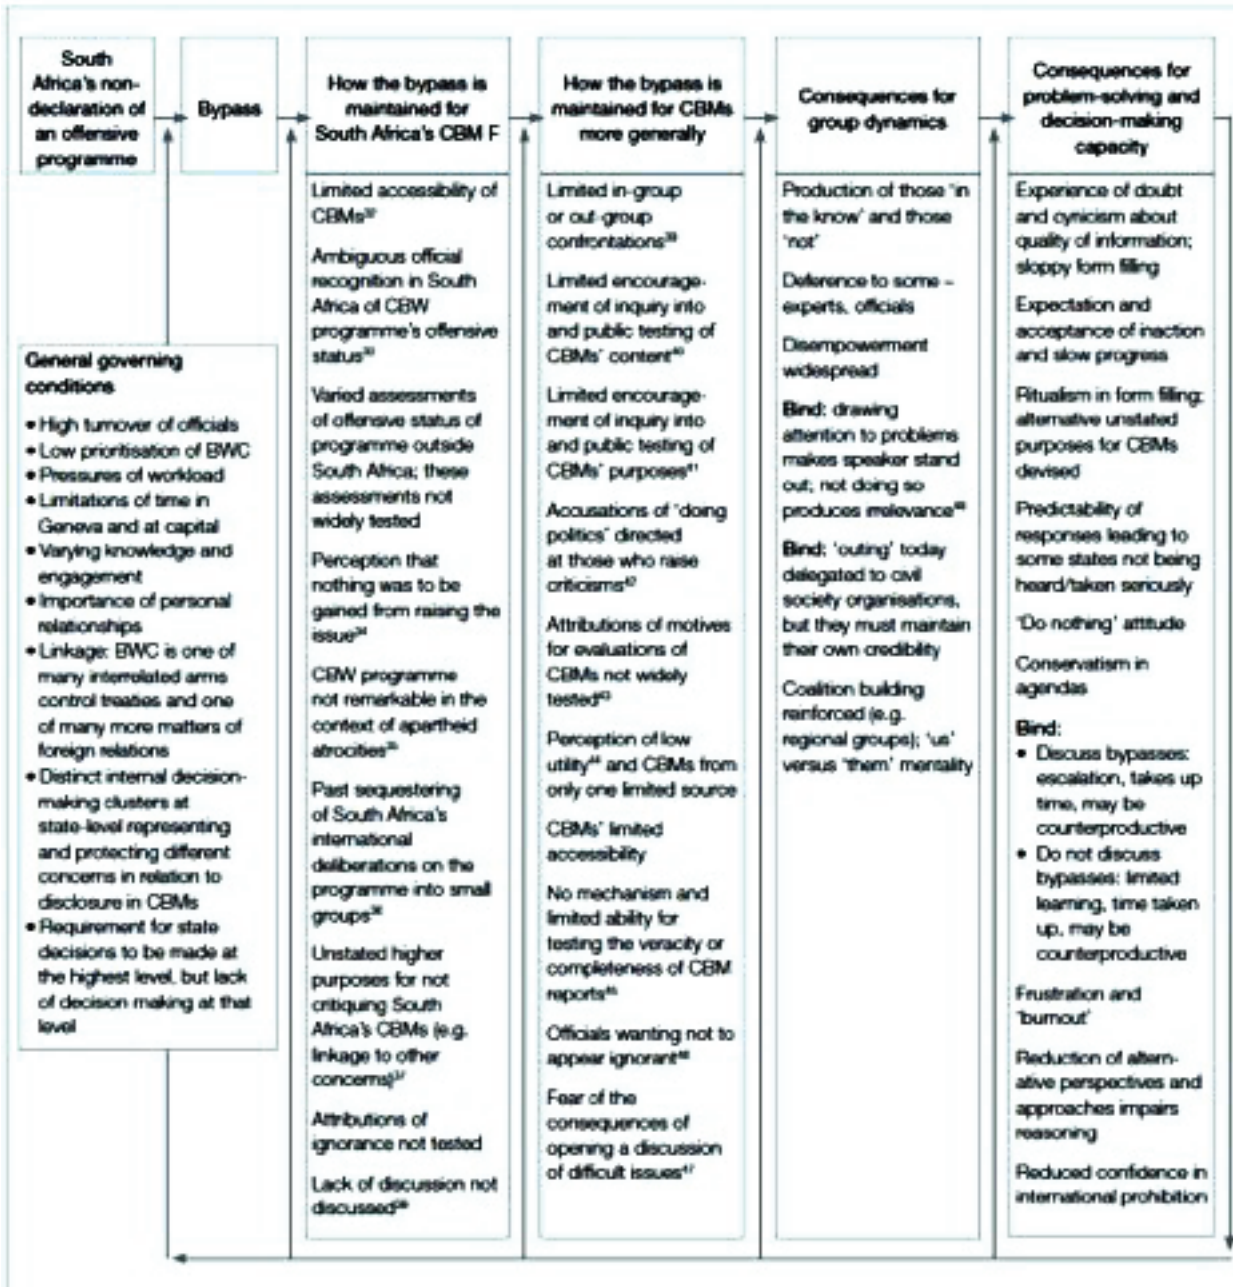 South
Africa's non-
declaration of
an offensive
programme
Bypass
How the bypass is
maintained for
South Africa's CBM F
How the bypass is
maintained for CBMs
more generally
Consequences for
group dynamics
Consequences for
problem-solving and
decision-making
capacity
General governing
conditions
• High turnover of officials
• Low prioritisation of BWC
• Pressures of workload
• Limitations of time in
Geneva and at capital
• Varying knowledge and
engagement
• Importance of personal
relationships
• Linkage: BWC is one of
many interrelated arms
control treaties and one
of many more matters of
foreign relations
• Distinct internal decision-
making clusters at
state-level representing
and protecting different
concerns in relation to
disclosure in CBMs
• Requirement for state
decisions to be made at
the highest level, but lack
of decision making at that
level
Limited accessibility of
CBMs³²
Ambiguous official
recognition in South
Africa of CBW
programme's offensive
status³³
Varied assessments
of offensive status of
programme outside
South Africa; these
assessments not
widely tested
Perception that
nothing was to be
gained from raising the
issue³⁴
CBW programme
not remarkable in the
context of apartheid
atrocities³⁵
Past sequestering
of South Africa's
international
deliberations on the
programme into small
groups³⁶
Unstated higher
purposes for not
critiquing South
Africa's CBMs (e.g.
linkage to other
concerns)³⁷
Attributions of
ignorance not tested
Lack of discussion not
discussed³⁸
Limited in-group
or out-group
confrontations³⁹
Limited encourage-
ment of inquiry into
and public testing of
CBMs' content⁴⁰
Limited encourage-
ment of inquiry into
and public testing of
CBMs' purposes⁴¹
Accusations of 'doing
politics' directed
at those who raise
criticisms⁴²
Attributions of motives
for evaluations of
CBMs not widely
tested⁴³
Perception of low
utility⁴⁴ and CBMs from
only one limited source
CBMs' limited
accessibility
No mechanism and
limited ability for
testing the veracity or
completeness of CBM
reports⁴⁵
Officials wanting not to
appear ignorant⁴⁶
Fear of the
consequences of
opening a discussion
of difficult issues⁴⁷
Production of those 'in
the know' and those
'not'
Deference to some –
experts, officials
Disempowerment
widespread
Bind: drawing
attention to problems
makes speaker stand
out; not doing so
produces irrelevance⁴⁸
Bind: 'outing' today
delegated to civil
society organisations,
but they must maintain
their own credibility
Coalition building
reinforced (e.g.
regional groups); 'us'
versus 'them' mentality
Experience of doubt
and cynicism about
quality of information;
sloppy form filling
Expectation and
acceptance of inaction
and slow progress
Ritualism in form filling;
alternative unstated
purposes for CBMs
devised
Predictability of
responses leading to
some states not being
heard/taken seriously
'Do nothing' attitude
Conservatism in
agendas
Bind:
• Discuss bypasses:
escalation, takes up
time, may be
counterproductive
• Do not discuss
bypasses: limited
learning, time taken
up, may be
counterproductive
Frustration and
'burnout'
Reduction of altern-
ative perspectives and
approaches impairs
reasoning
Reduced confidence in
international prohibition